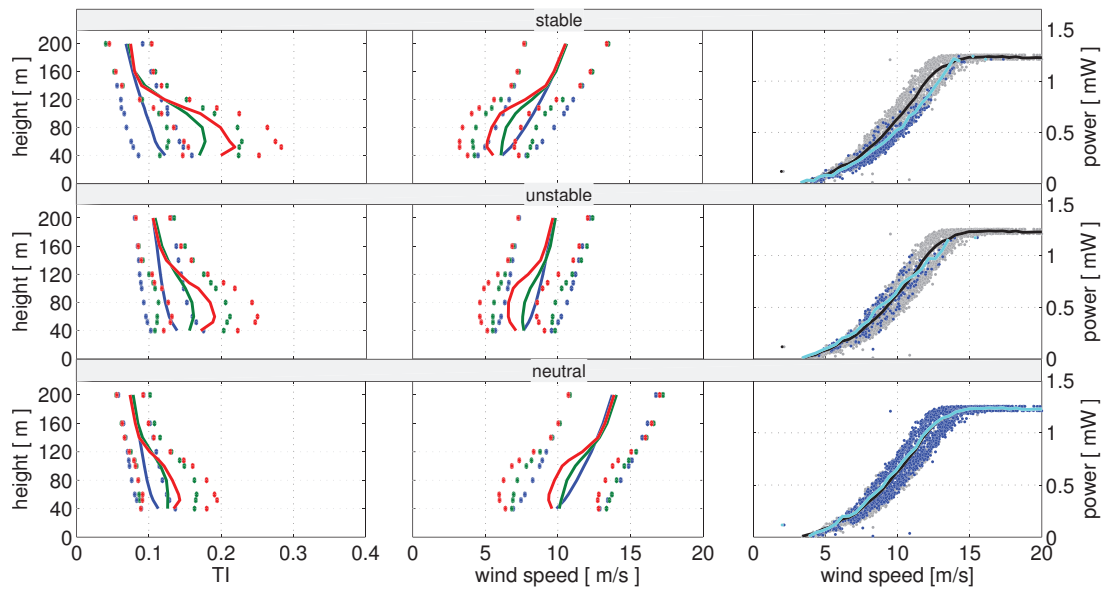 stable
height [ m ]
200
160
120
80
40
0
1.5
1
0.5
0
power [ mW ]
unstable
height [ m ]
200
160
120
80
40
0
1.5
1
0.5
0
power [ mW ]
neutral
height [ m ]
200
160
120
80
40
0
1.5
1
0.5
0
power [ mW ]
0 0.1 0.2 0.3 0.4
TI
0 5 10 15 20
wind speed [ m/s ]
0 5 10 15 20
wind speed [m/s]